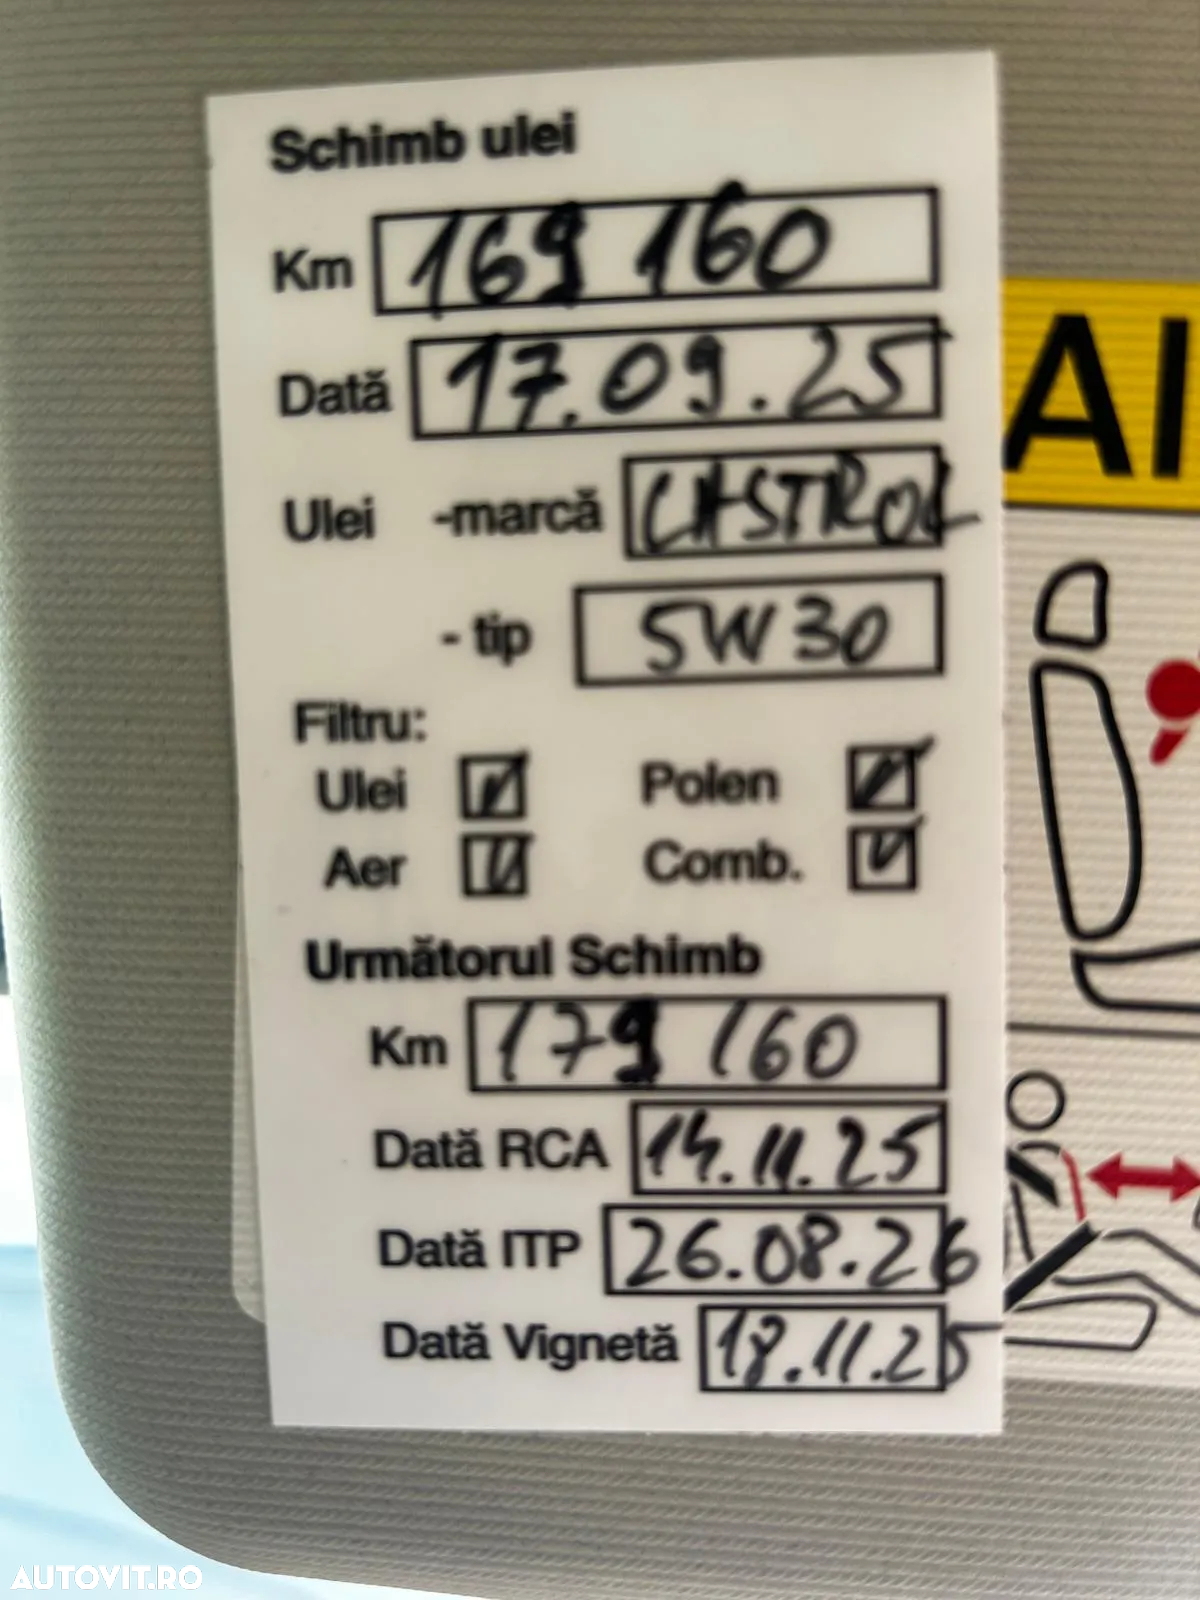 Schimb ulei
Km 169 160
Dată 17.09.25
Ulei -marcă CASTROL
- tip 5W30
Filtru:
Ulei Polen
Aer Comb.
Următorul Schimb
Km 179 160
Dată RCA 14.11.25
Dată ITP 26.08.26
Dată Vignetă 18.11.25
AI
AUTOVIT.RO